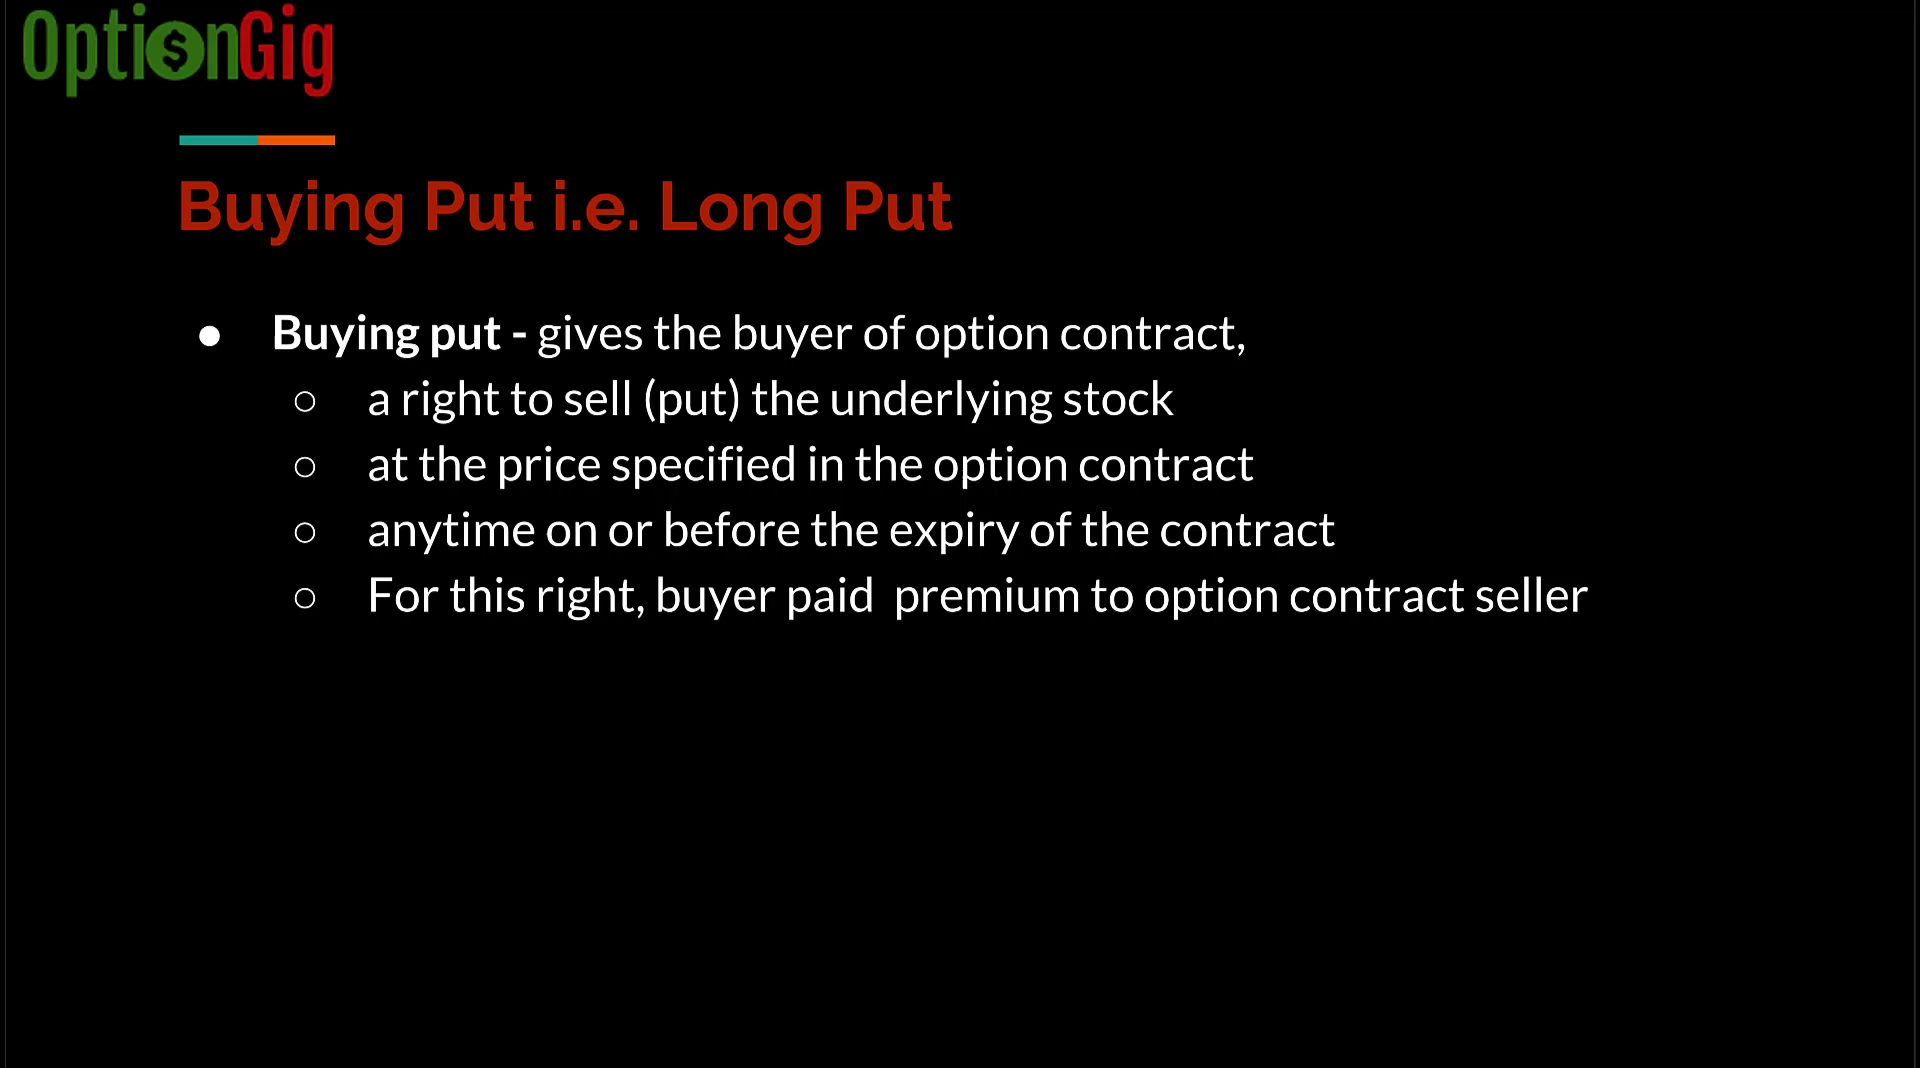 OptionGig
Buying Put i.e. Long Put
● Buying put - gives the buyer of option contract,
○ a right to sell (put) the underlying stock
○ at the price specified in the option contract
○ anytime on or before the expiry of the contract
○ For this right, buyer paid  premium to option contract seller